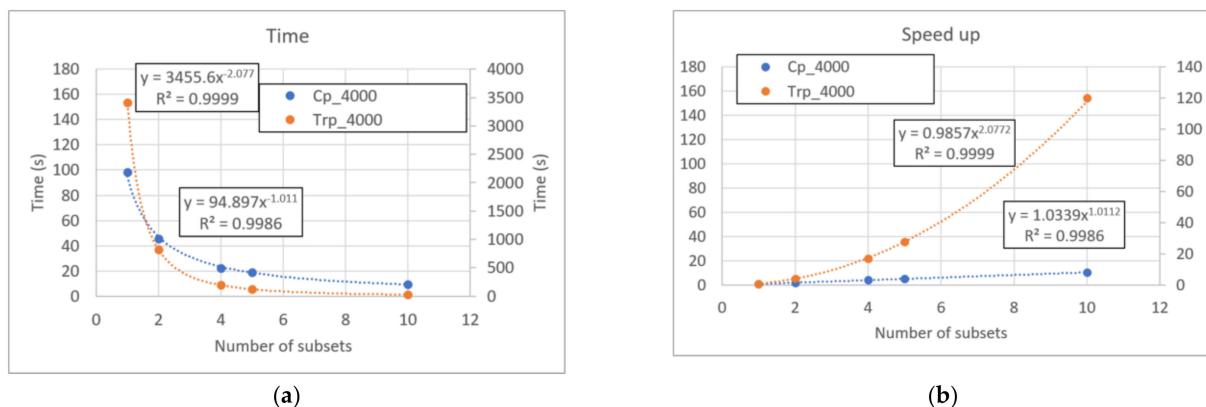 Time
180
160
140
120
100
80
60
40
20
0
4000
3500
3000
2500
2000
1500
1000
500
0
0 2 4 6 8 10 12
Time (s)
Time (s)
Number of subsets
y = 3455.6x-2.077
R² = 0.9999
Cp_4000
Trp_4000
y = 94.897x-1.011
R² = 0.9986
(a)
Speed up
180
160
140
120
100
80
60
40
20
0
140
120
100
80
60
40
20
0
0 2 4 6 8 10 12
Number of subsets
Cp_4000
Trp_4000
y = 0.9857x2.0772
R² = 0.9999
y = 1.0339x1.0112
R² = 0.9986
(b)